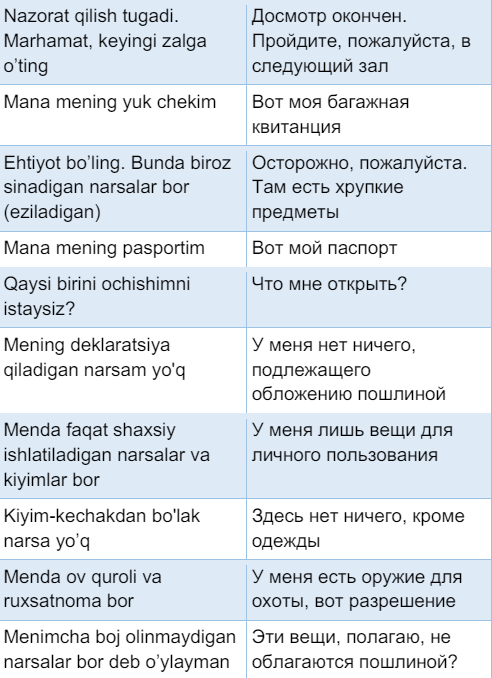 Nazorat qilish tugadi.
Marhamat, keyingi zalga
o’ting
Досмотр окончен.
Пройдите, пожалуйста, в
следующий зал
Mana mening yuk chekim
Вот моя багажная
квитанция
Ehtiyot bo’ling. Bunda biroz
sinadigan narsalar bor
(eziladigan)
Осторожно, пожалуйста.
Там есть хрупкие
предметы
Mana mening pasportim
Вот мой паспорт
Qaysi birini ochishimni
istaysiz?
Что мне открыть?
Mening deklaratsiya
qiladigan narsam yo'q
У меня нет ничего,
подлежащего
обложению пошлиной
Menda faqat shaxsiy
ishlatiladigan narsalar va
kiyimlar bor
У меня лишь вещи для
личного пользования
Kiyim-kechakdan bo'lak
narsa yo’q
Здесь нет ничего, кроме
одежды
Menda ov quroli va
ruxsatnoma bor
У меня есть оружие для
охоты, вот разрешение
Menimcha boj olinmaydigan
narsalar bor deb o’ylayman
Эти вещи, полагаю, не
облагаются пошлиной?